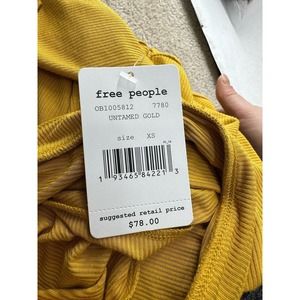 free people
OB1005812 7780
UNTAMED GOLD
size XS
1 93465 84221 3
suggested retail price
$78.00